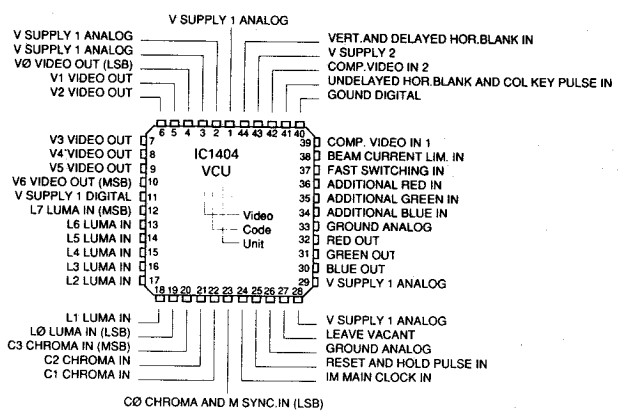 V SUPPLY 1 ANALOG
V SUPPLY 1 ANALOG
V SUPPLY 1 ANALOG
VØ VIDEO OUT (LSB)
V1 VIDEO OUT
V2 VIDEO OUT
VERT.AND DELAYED HOR.BLANK IN
V SUPPLY 2
COMP.VIDEO IN 2
UNDELAYED HOR.BLANK AND COL KEY PULSE IN
GOUND DIGITAL
6 5 4 3 2 1 44 43 42 41 40
V3 VIDEO OUT 7
V4 VIDEO OUT 8
V5 VIDEO OUT 9
V6 VIDEO OUT (MSB) 10
V SUPPLY 1 DIGITAL 11
L7 LUMA IN (MSB) 12
L6 LUMA IN 13
L5 LUMA IN 14
L4 LUMA IN 15
L3 LUMA IN 16
L2 LUMA IN 17
IC1404
VCU
Video
Code
Unit
39 COMP. VIDEO IN 1
38 BEAM CURRENT LIM. IN
37 FAST SWITCHING IN
36 ADDITIONAL RED IN
35 ADDITIONAL GREEN IN
34 ADDITIONAL BLUE IN
33 GROUND ANALOG
32 RED OUT
31 GREEN OUT
30 BLUE OUT
29 V SUPPLY 1 ANALOG
18 19 20 21 22 23 24 25 26 27 28
L1 LUMA IN
LØ LUMA IN (LSB)
C3 CHROMA IN (MSB)
C2 CHROMA IN
C1 CHROMA IN
V SUPPLY 1 ANALOG
LEAVE VACANT
GROUND ANALOG
RESET AND HOLD PULSE IN
IM MAIN CLOCK IN
CØ CHROMA AND M SYNC.IN (LSB)